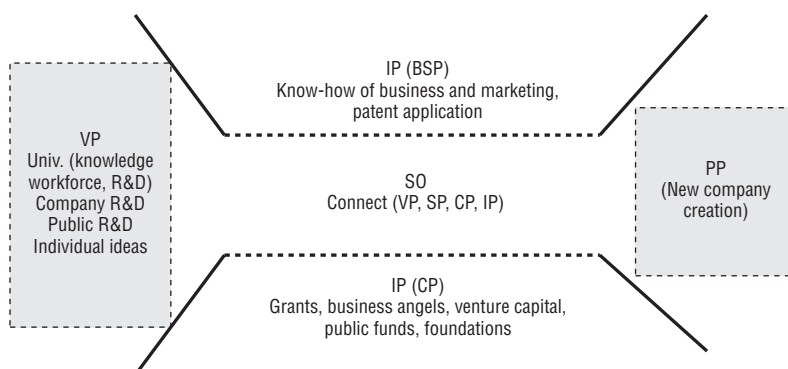 IP (BSP)
Know-how of business and marketing,
patent application
VP
Univ. (knowledge
workforce, R&D)
Company R&D
Public R&D
Individual ideas
SO
Connect (VP, SP, CP, IP)
PP
(New company
creation)
IP (CP)
Grants, business angels, venture capital,
public funds, foundations